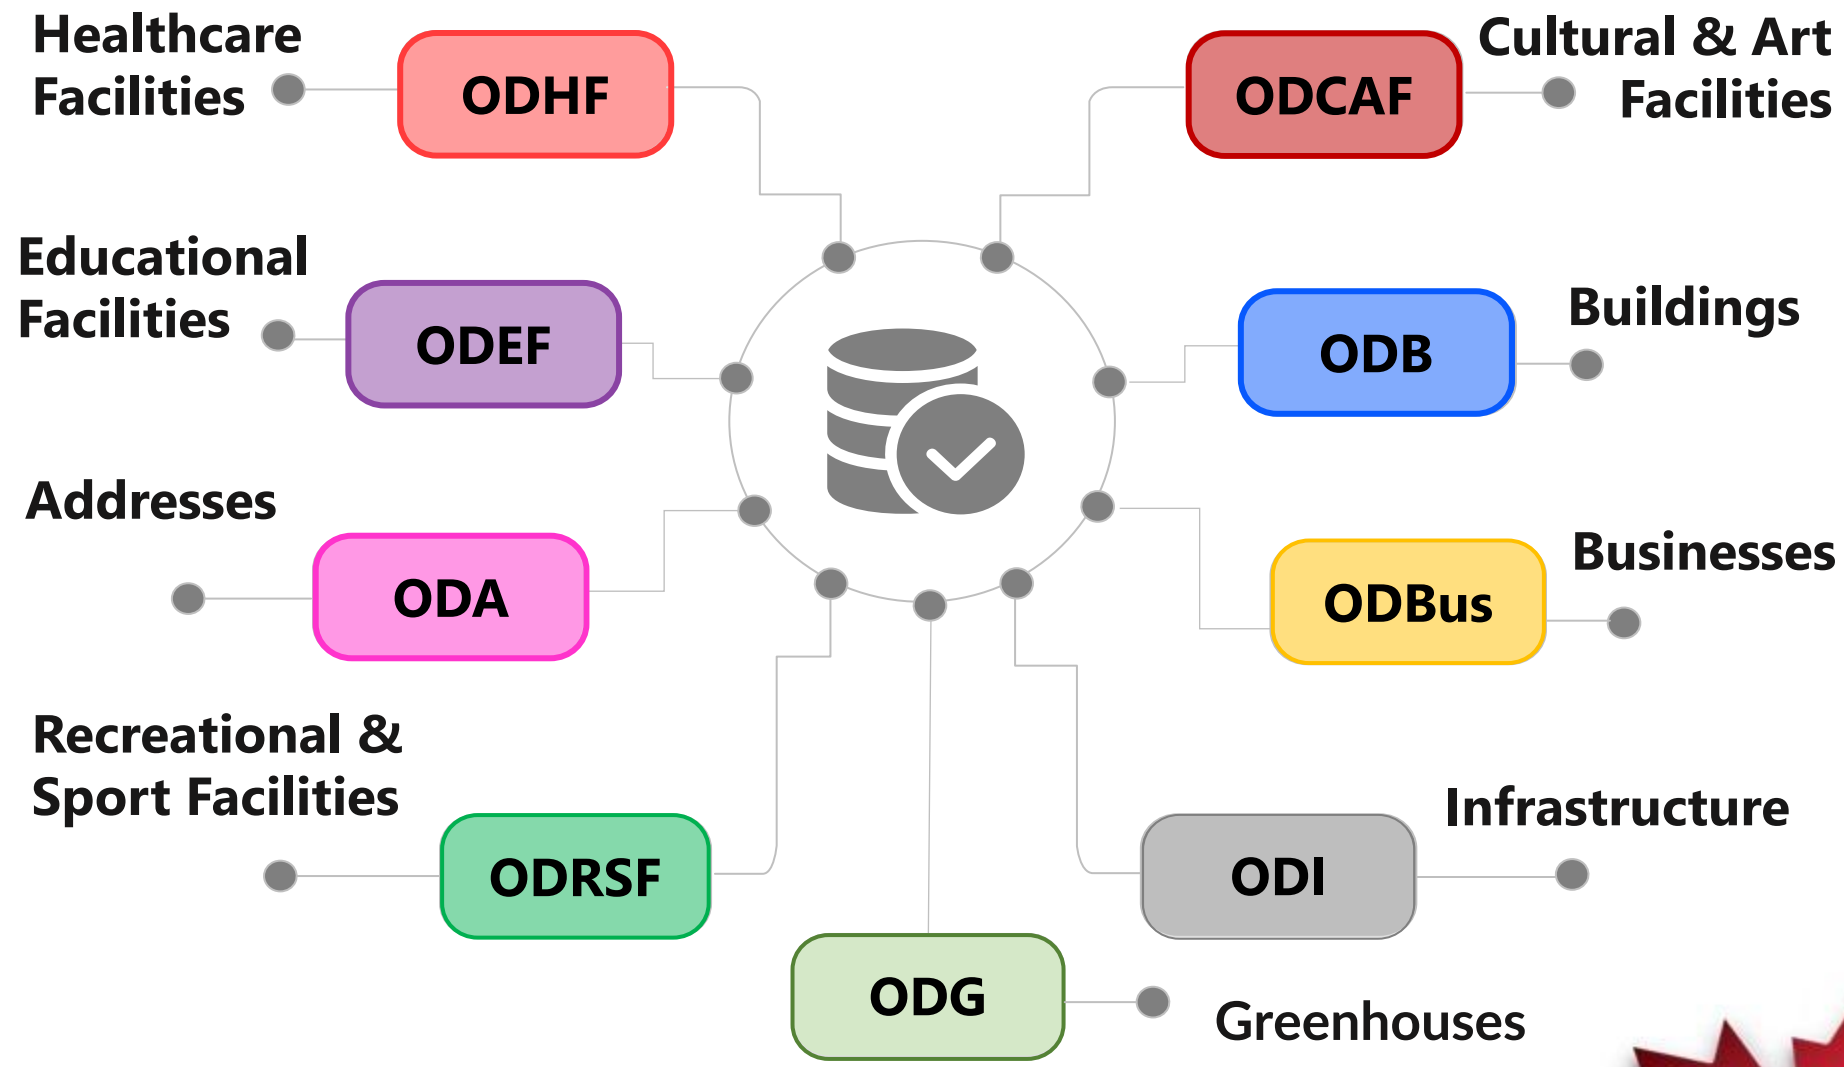 Healthcare
Facilities
ODHF
ODCAF
Cultural & Art
Facilities
Educational
Facilities
ODEF
ODB
Buildings
Addresses
ODA
ODBus
Businesses
Recreational &
Sport Facilities
ODRSF
ODI
Infrastructure
ODG
Greenhouses